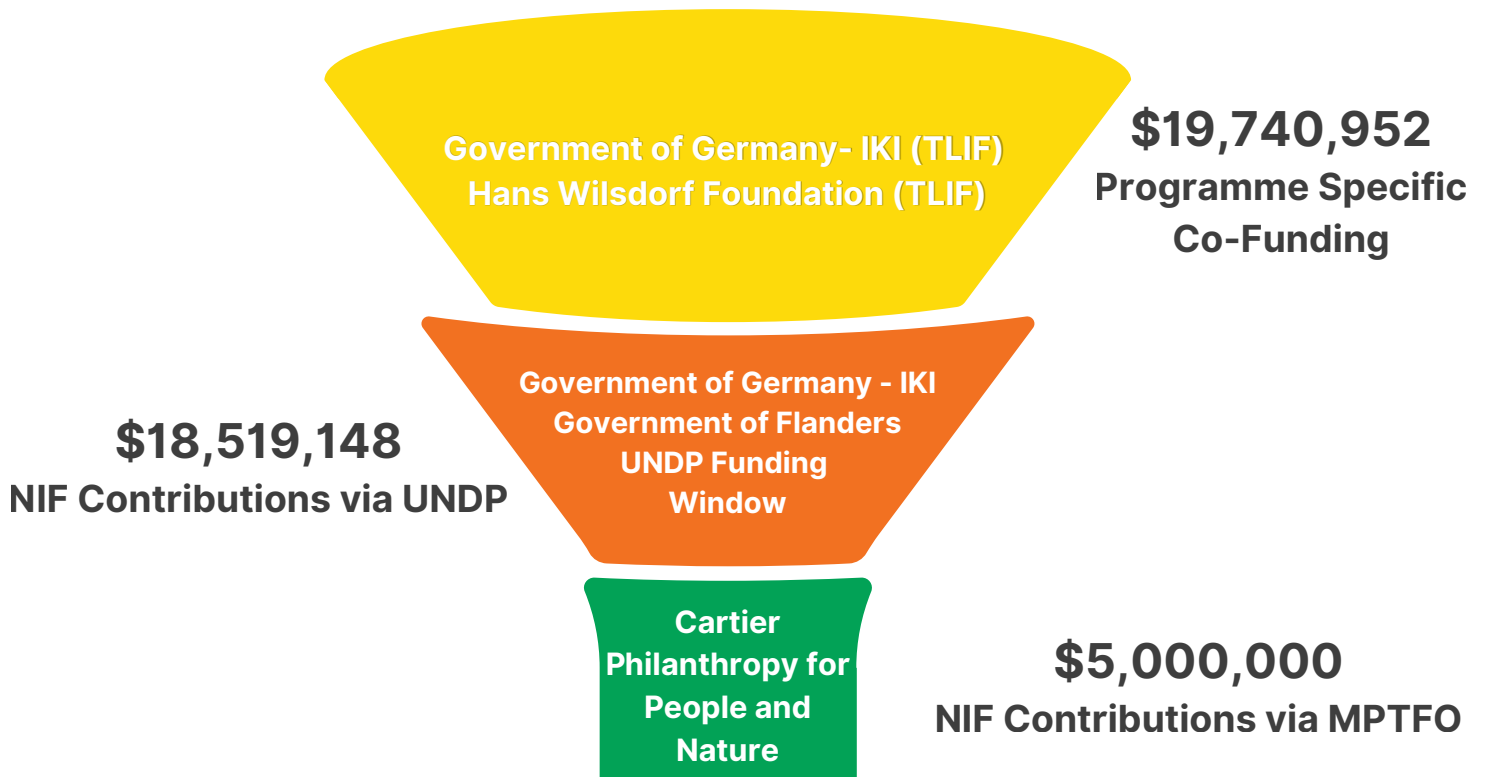 Government of Germany- IKI (TLIF)
Hans Wilsdorf Foundation (TLIF)
$19,740,952
Programme Specific
Co-Funding
Government of Germany - IKI
Government of Flanders
UNDP Funding
Window
$18,519,148
NIF Contributions via UNDP
Cartier
Philanthropy for
People and
Nature
$5,000,000
NIF Contributions via MPTFO